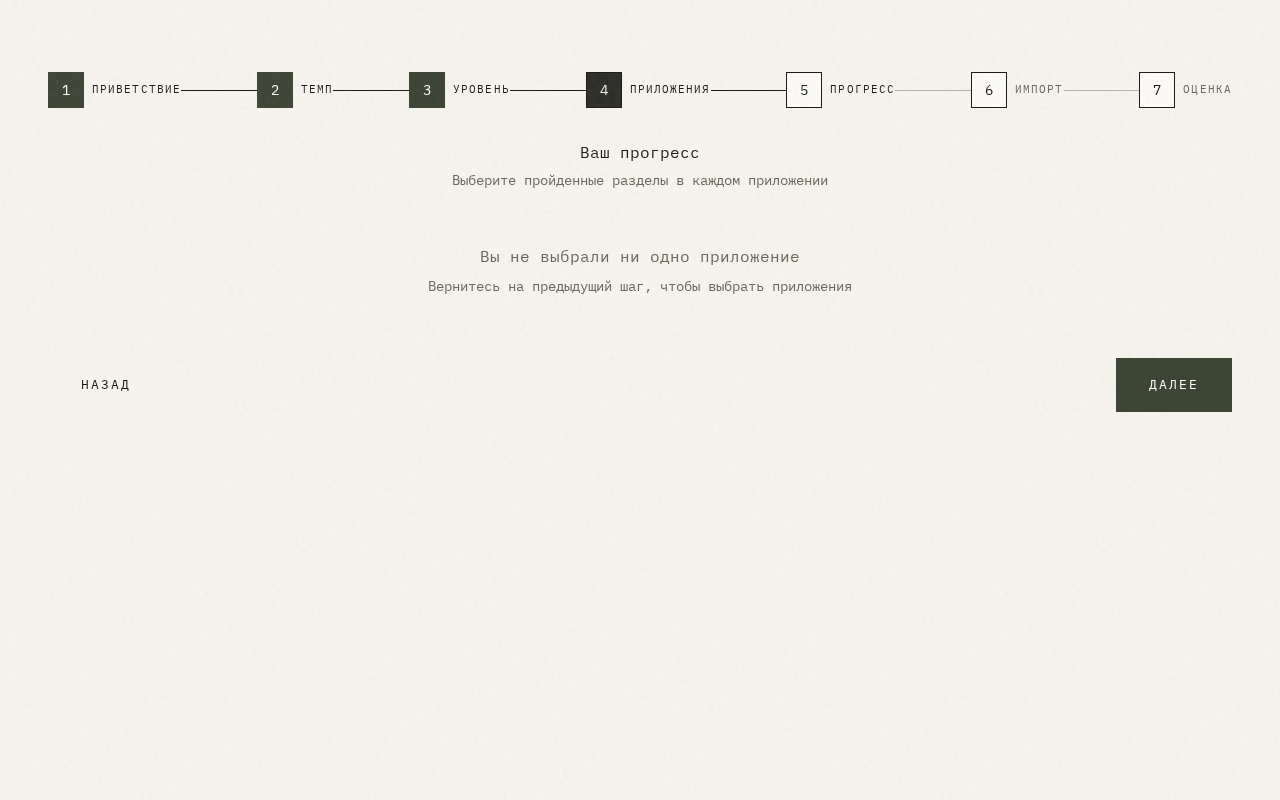 1 ПРИВЕТСТВИЕ 2 ТЕМП 3 УРОВЕНЬ 4 ПРИЛОЖЕНИЯ 5 ПРОГРЕСС 6 ИМПОРТ 7 ОЦЕНКА
Ваш прогресс
Выберите пройденные разделы в каждом приложении
Вы не выбрали ни одно приложение
Вернитесь на предыдущий шаг, чтобы выбрать приложения
НАЗАД ДАЛЕЕ